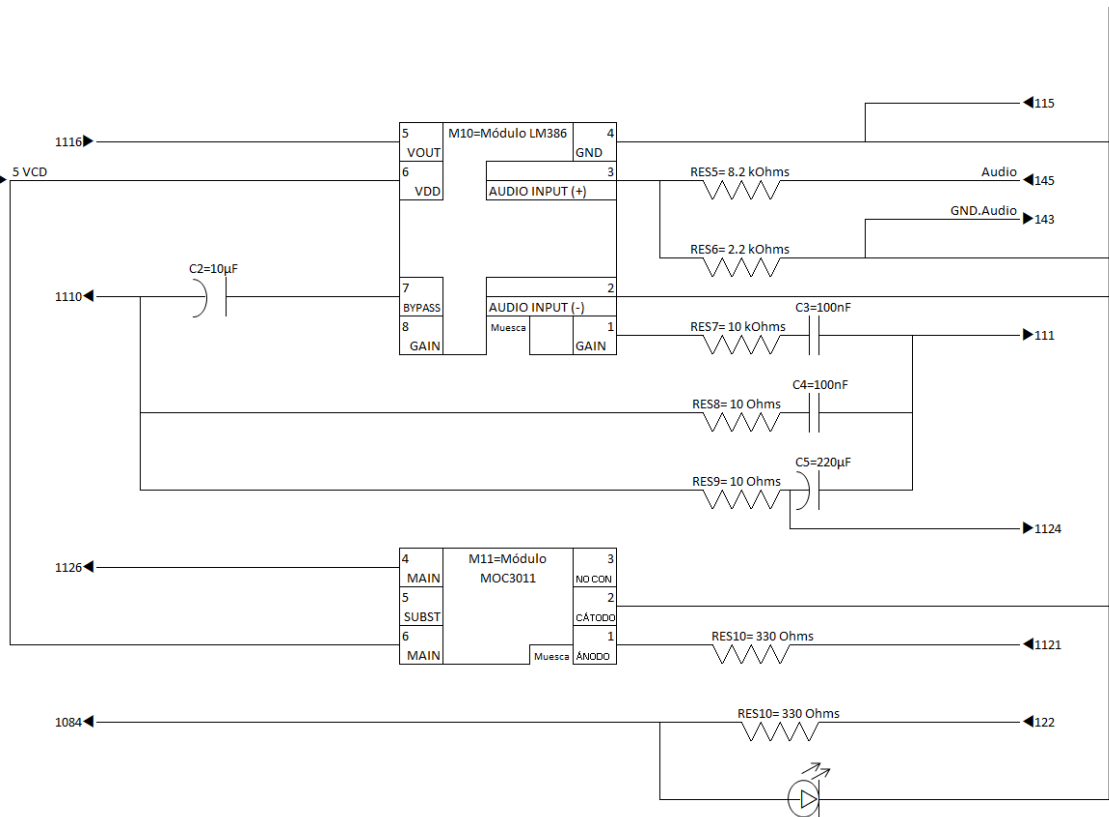 115
1116
5
M10=Módulo LM386
4
VOUT
GND
5 VCD
6
3
RES5= 8.2 kOhms
Audio
145
VDD
AUDIO INPUT (+)
GND.Audio
143
RES6= 2.2 kOhms
C2=10µF
1110
7
2
BYPASS
AUDIO INPUT (-)
C3=100nF
8
Muesca
1
RES7= 10 kOhms
111
GAIN
GAIN
C4=100nF
RES8= 10 Ohms
C5=220µF
RES9= 10 Ohms
1124
4
M11=Módulo
MOC3011
3
1126
MAIN
NO CON
5
2
SUBST
CÁTODO
6
1
RES10= 330 Ohms
1121
MAIN
Muesca
ÁNODO
RES10= 330 Ohms
1084
122